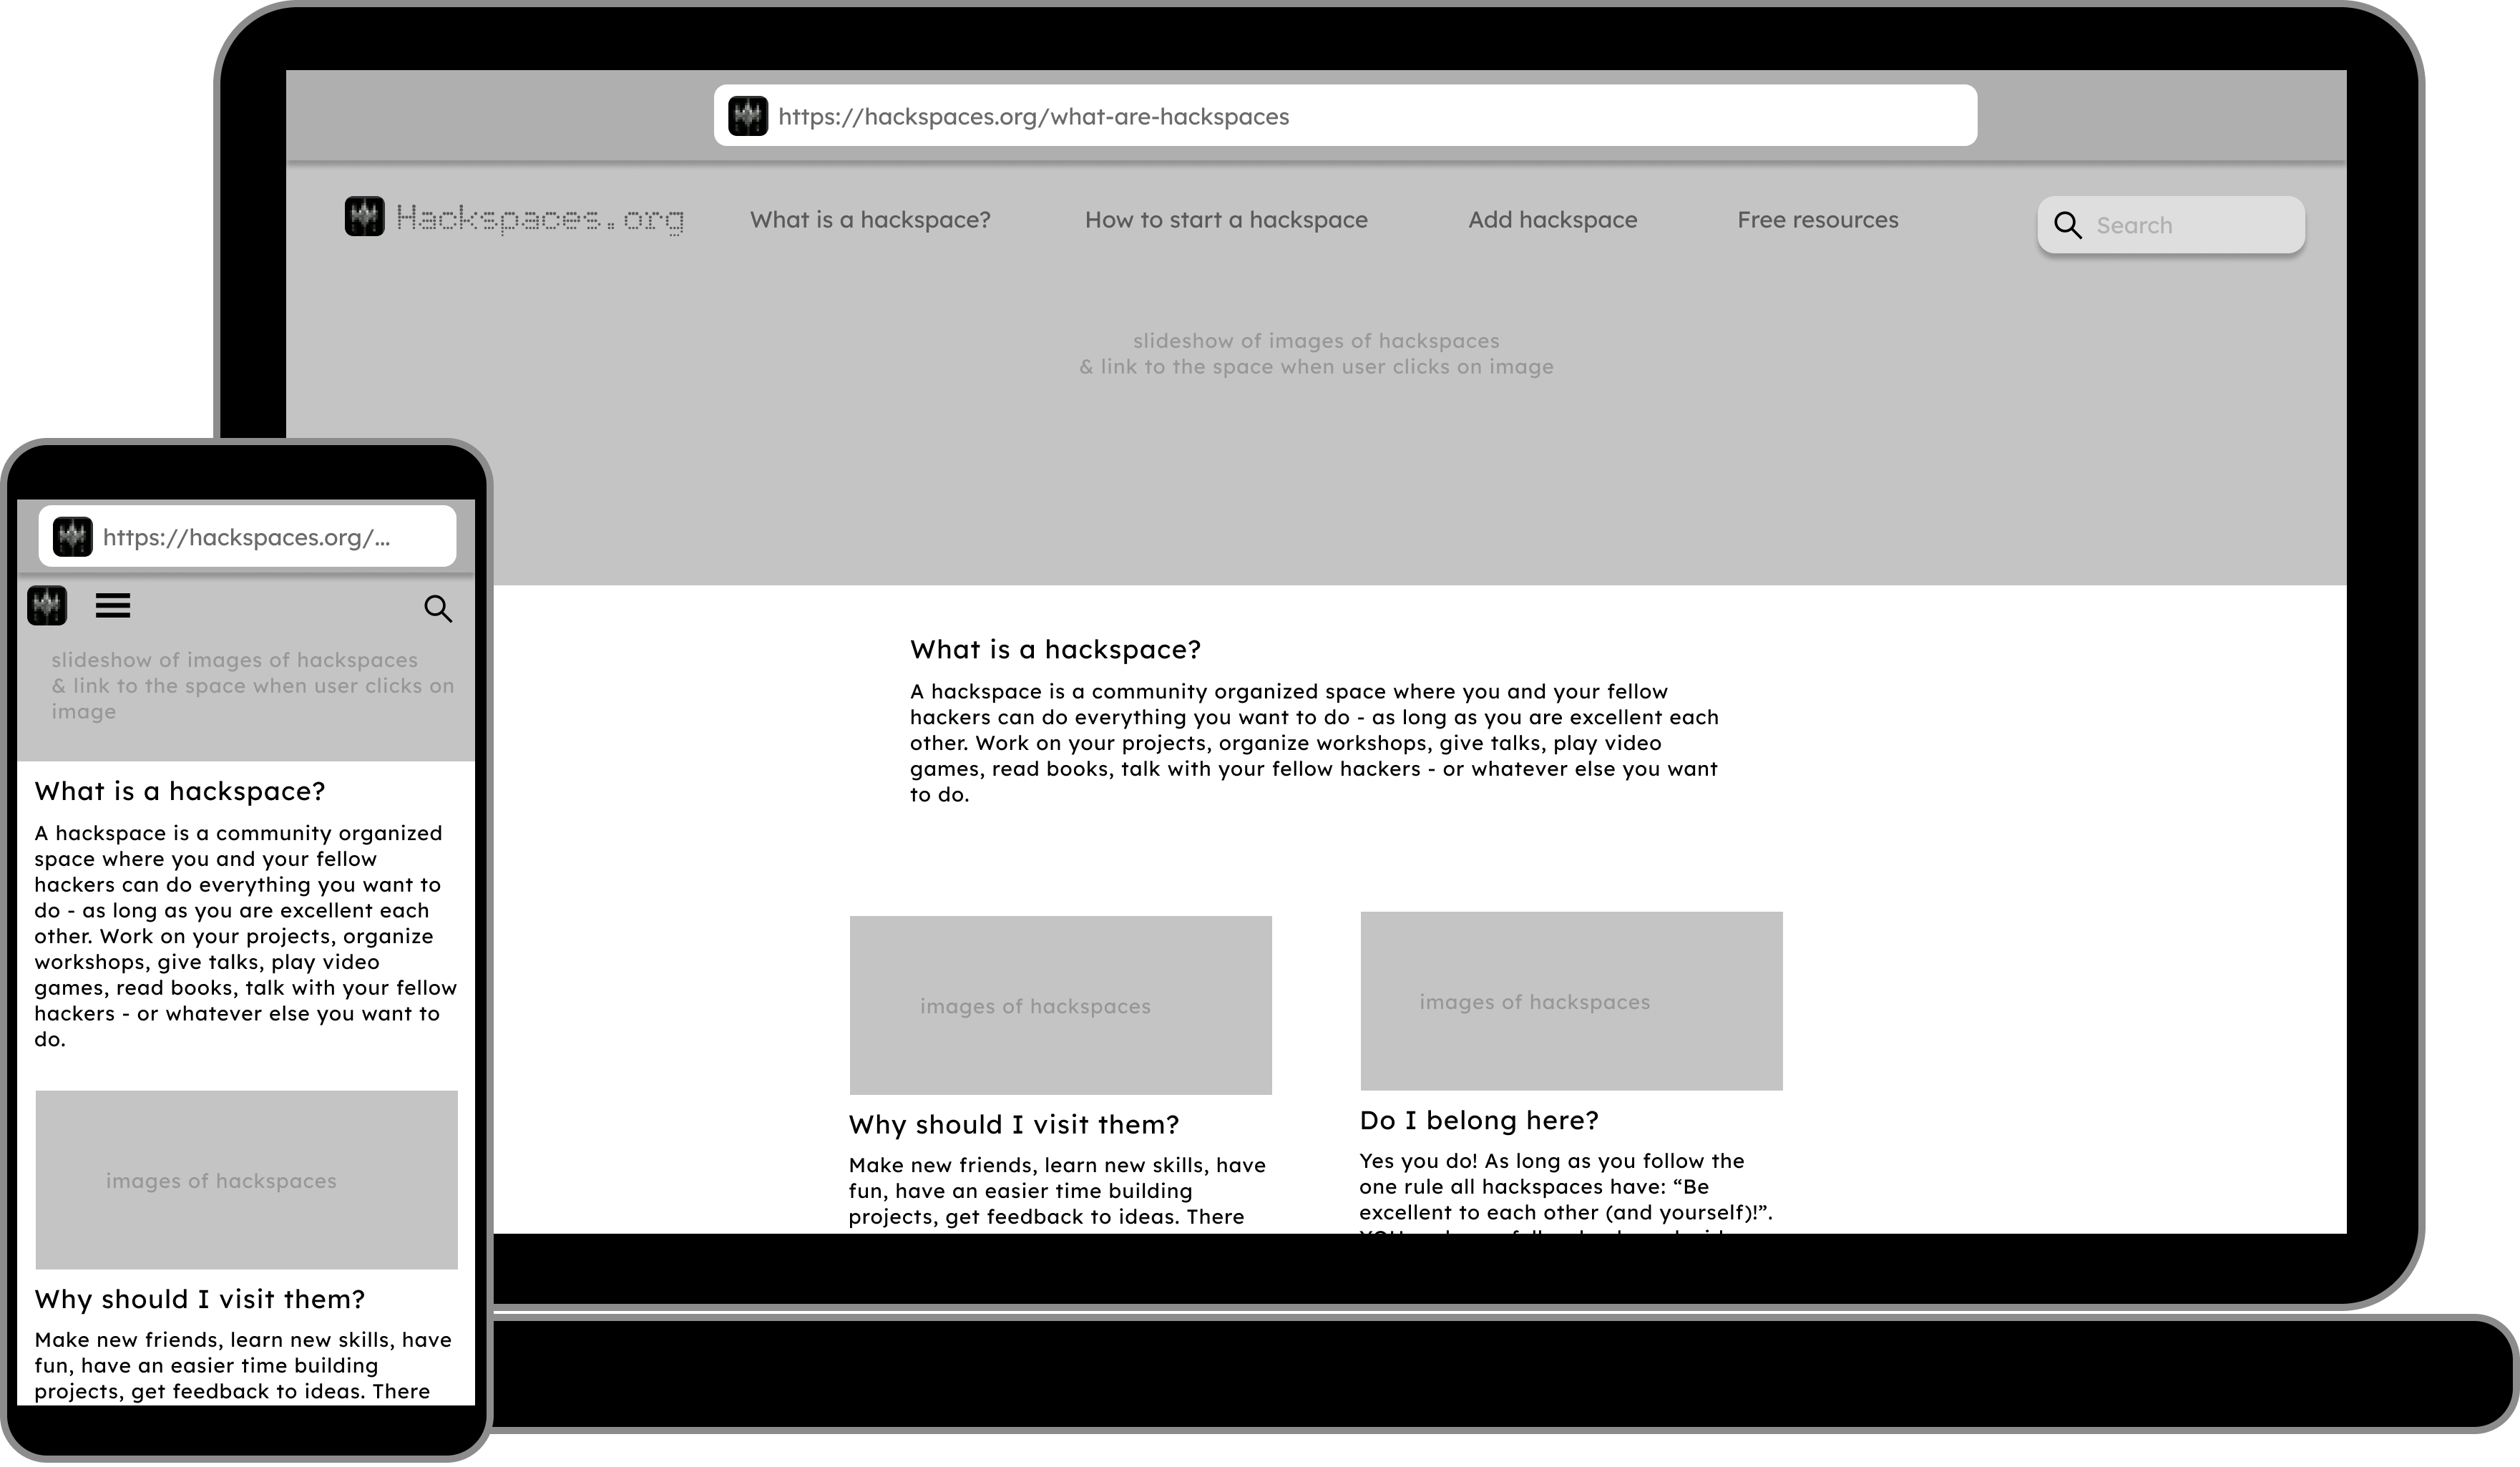 https://hackspaces.org/what-are-hackspaces
Hackspaces.org
What is a hackspace?
How to start a hackspace
Add hackspace
Free resources
Search
slideshow of images of hackspaces
& link to the space when user clicks on image
What is a hackspace?
A hackspace is a community organized space where you and your fellow
hackers can do everything you want to do - as long as you are excellent each
other. Work on your projects, organize workshops, give talks, play video
games, read books, talk with your fellow hackers - or whatever else you want
to do.
images of hackspaces
Why should I visit them?
Make new friends, learn new skills, have
fun, have an easier time building
projects, get feedback to ideas. There
images of hackspaces
Do I belong here?
Yes you do! As long as you follow the
one rule all hackspaces have: “Be
excellent to each other (and yourself)!”.
https://hackspaces.org/...
slideshow of images of hackspaces
& link to the space when user clicks on
image
What is a hackspace?
A hackspace is a community organized
space where you and your fellow
hackers can do everything you want to
do - as long as you are excellent each
other. Work on your projects, organize
workshops, give talks, play video
games, read books, talk with your fellow
hackers - or whatever else you want to
do.
images of hackspaces
Why should I visit them?
Make new friends, learn new skills, have
fun, have an easier time building
projects, get feedback to ideas. There